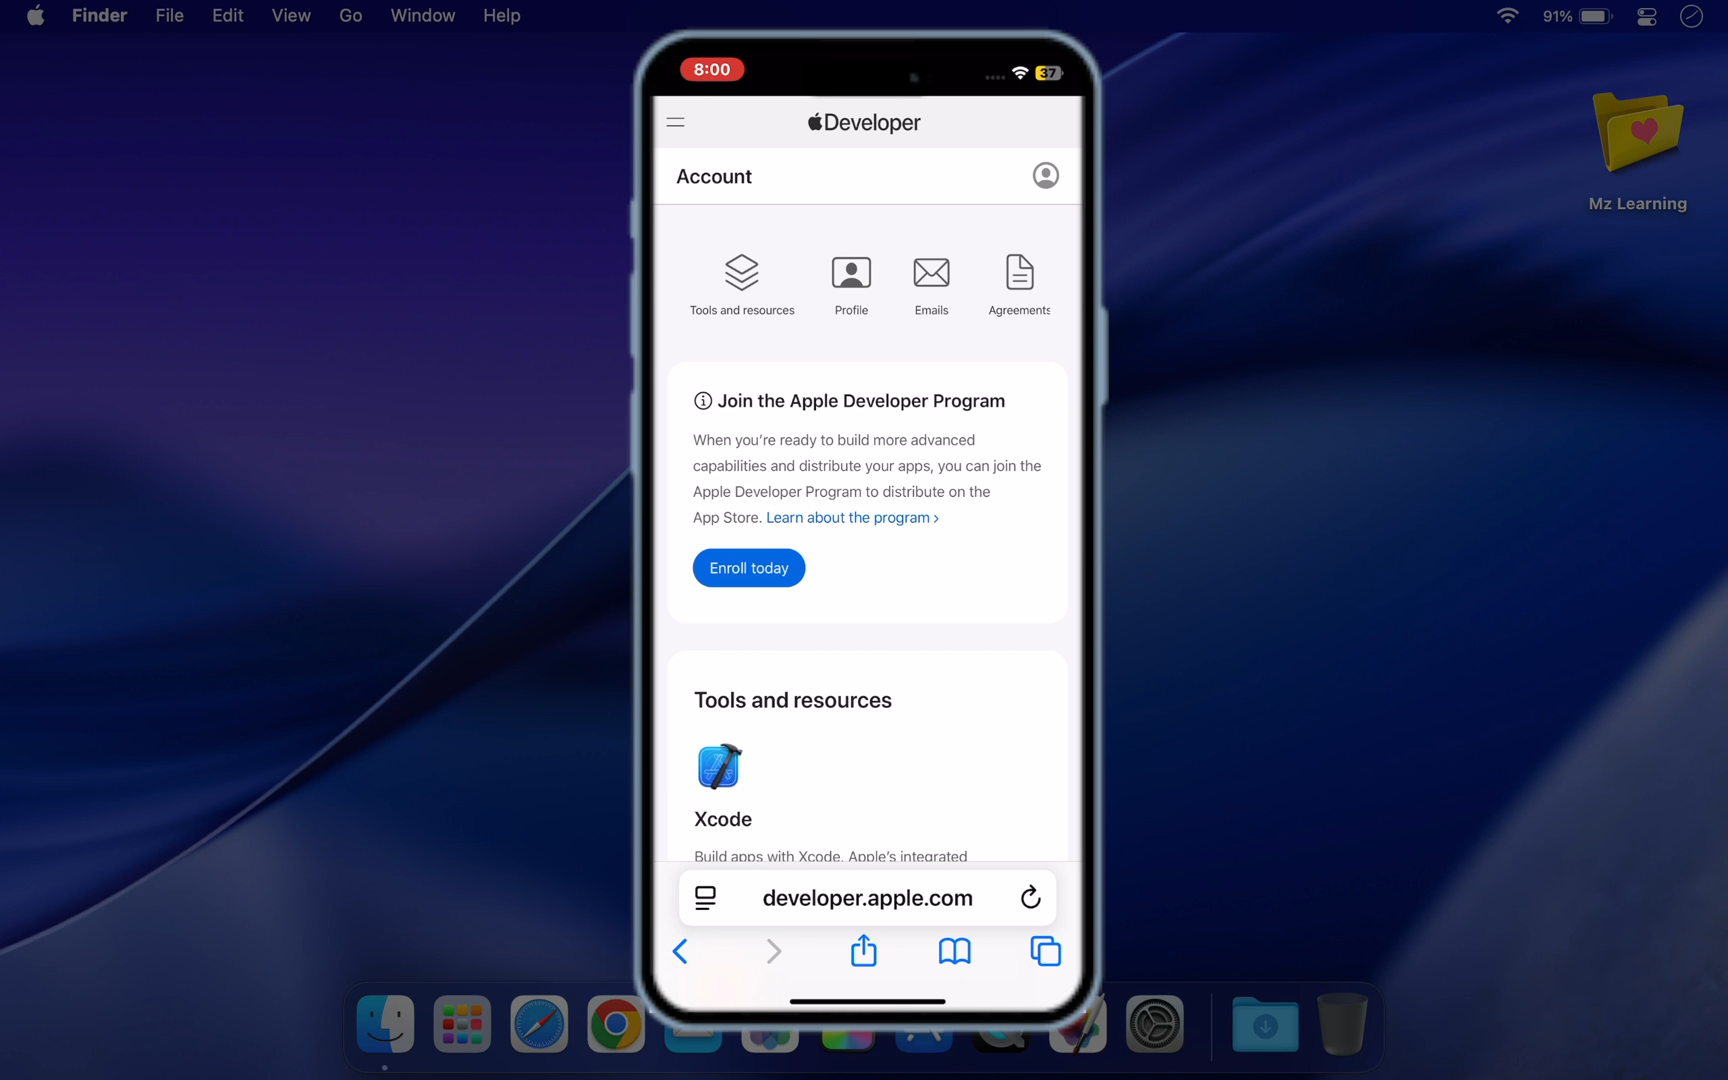 Finder File Edit View Go Window Help
91%
8:00
37
Developer
Account
Mz Learning
Tools and resources Profile Emails Agreements
Join the Apple Developer Program
When you’re ready to build more advanced
capabilities and distribute your apps, you can join the
Apple Developer Program to distribute on the
App Store. Learn about the program ›
Enroll today
Tools and resources
Xcode
Build apps with Xcode, Apple’s integrated
developer.apple.com